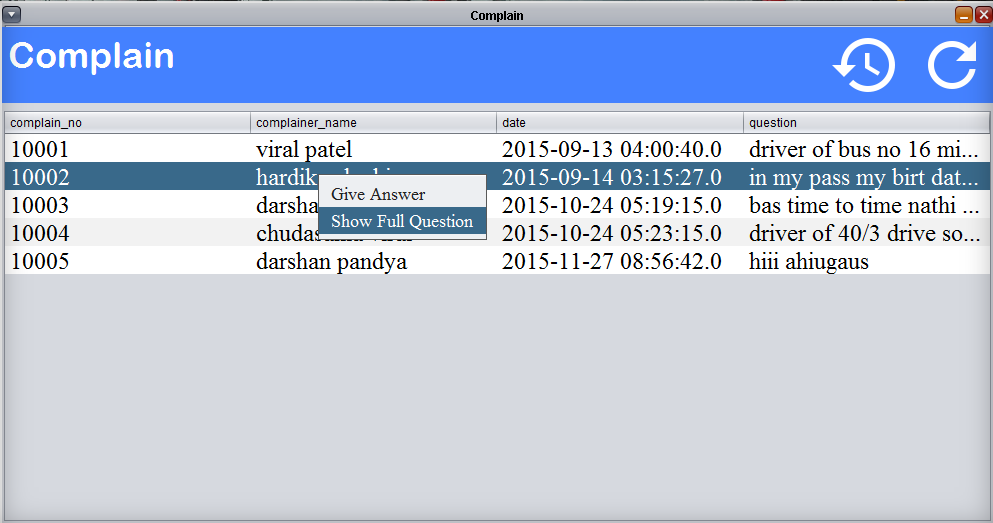 Complain
Complain
complain_no complainer_name date question
10001 viral patel 2015-09-13 04:00:40.0 driver of bus no 16 mi...
10002 hardik 2015-09-14 03:15:27.0 in my pass my birt dat...
Give Answer
10003 darsha 2015-10-24 05:19:15.0 bas time to time nathi ...
Show Full Question
10004 2015-10-24 05:23:15.0 driver of 40/3 drive so...
10005 darshan pandya 2015-11-27 08:56:42.0 hiii ahiugaus